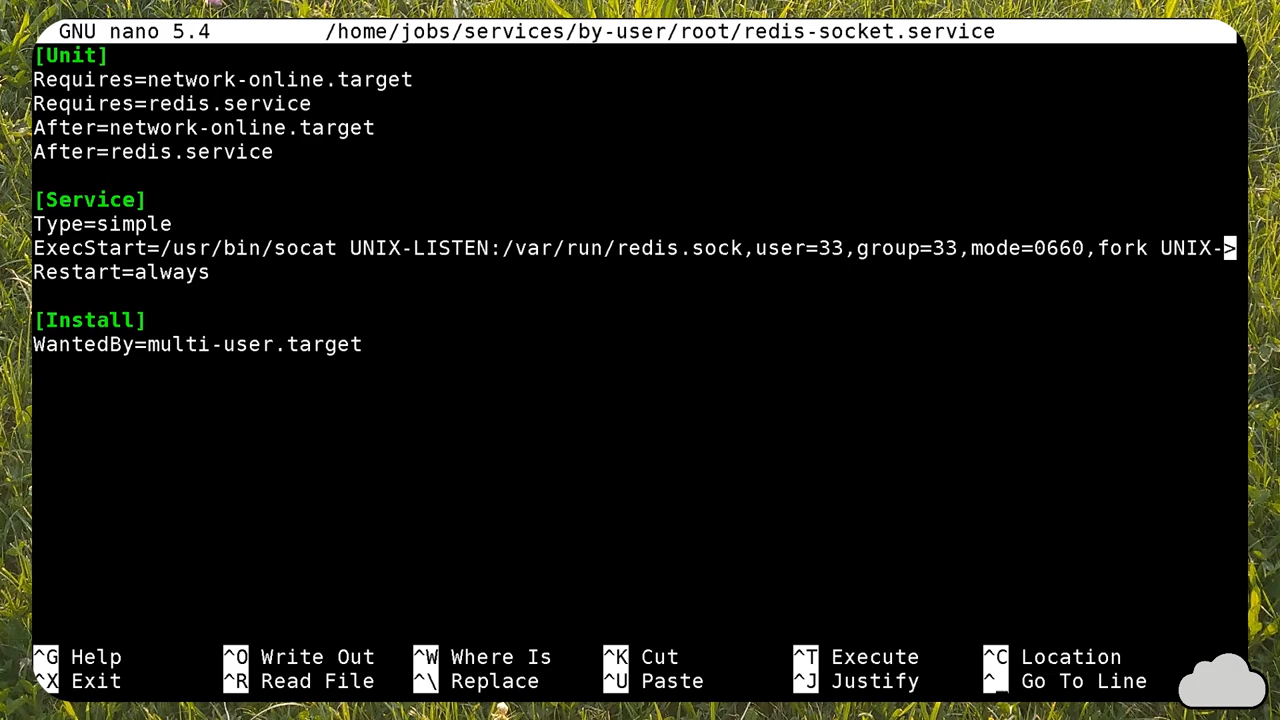 GNU nano 5.4 /home/jobs/services/by-user/root/redis-socket.service
[Unit]
Requires=network-online.target
Requires=redis.service
After=network-online.target
After=redis.service
[Service]
Type=simple
ExecStart=/usr/bin/socat UNIX-LISTEN:/var/run/redis.sock,user=33,group=33,mode=0660,fork UNIX->
Restart=always
[Install]
WantedBy=multi-user.target
^G Help ^O Write Out ^W Where Is ^K Cut ^T Execute ^C Location
^X Exit ^R Read File ^\ Replace ^U Paste ^J Justify ^_ Go To Line